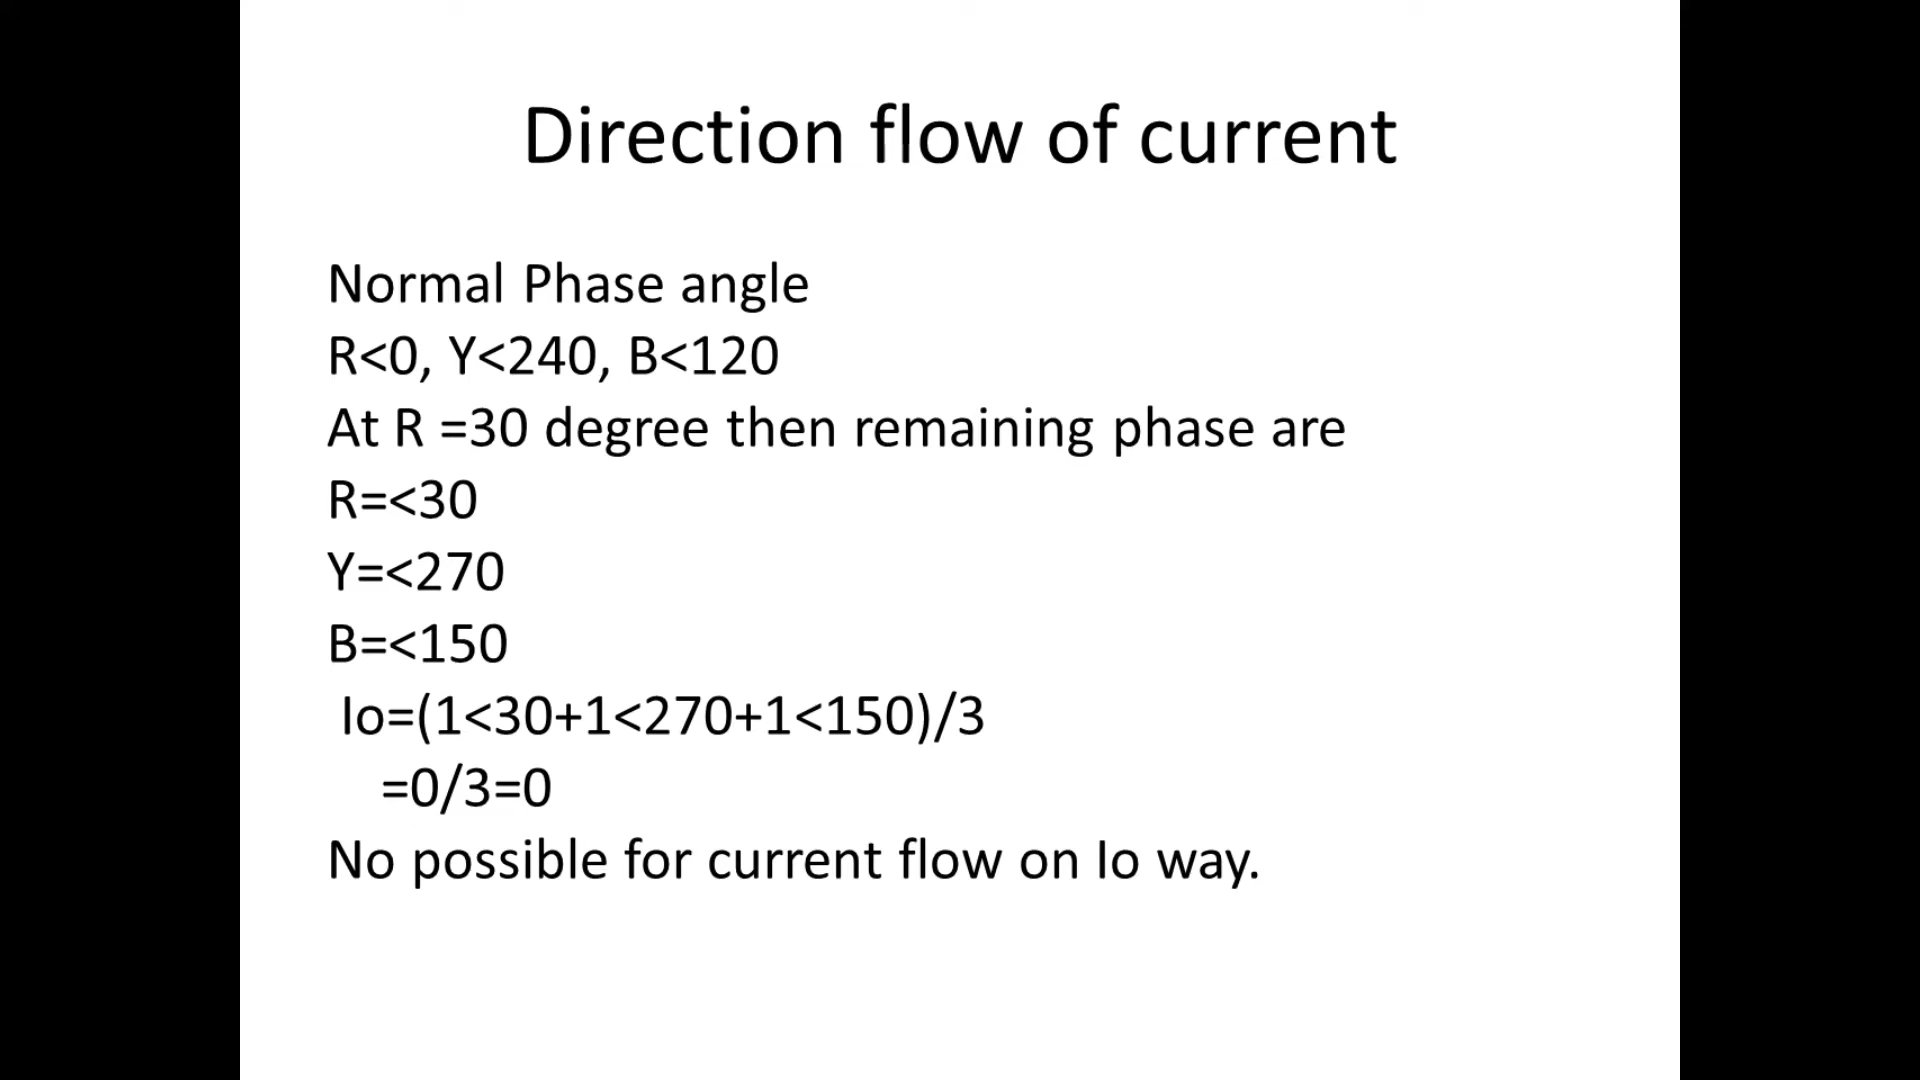 Direction flow of current
Normal Phase angle
R<0, Y<240, B<120
At R =30 degree then remaining phase are
R=<30
Y=<270
B=<150
Io=(1<30+1<270+1<150)/3
=0/3=0
No possible for current flow on Io way.